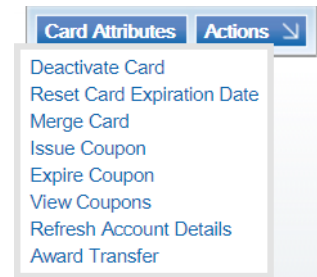 Card Attributes Actions
Deactivate Card
Reset Card Expiration Date
Merge Card
Issue Coupon
Expire Coupon
View Coupons
Refresh Account Details
Award Transfer